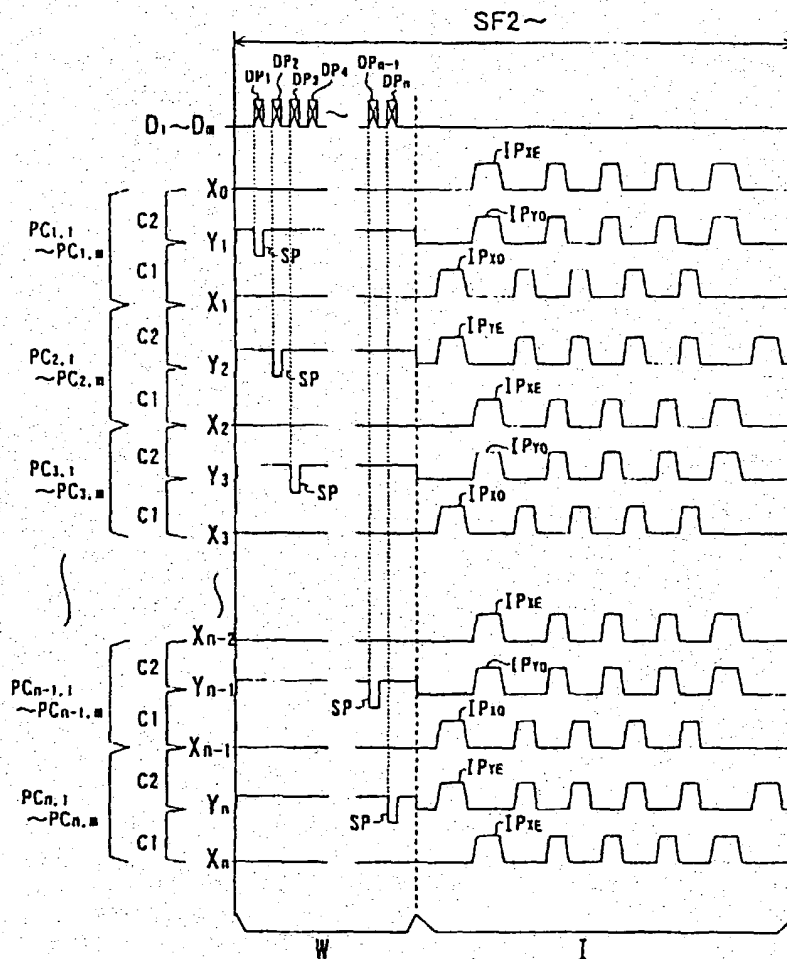 SF2~
DP1 DP2 DP3 DP4 ~ DPn-1 DPn
D1~Dm
X0 IPXE
PC1,1 ~PC1,m C2 Y1 SP IPYO
C1 X1 IPXO
PC2,1 ~PC2,m C2 Y2 SP IPYE
C1 X2 IPXE
PC3,1 ~PC3,m C2 Y3 SP IPYO
C1 X3 IPXO
Xn-2 IPXE
PCn-1,1 ~PCn-1,m C2 Yn-1 SP IPYO
C1 Xn-1 IPXO
PCn,1 ~PCn,m C2 Yn SP IPYE
C1 Xn IPXE
W I